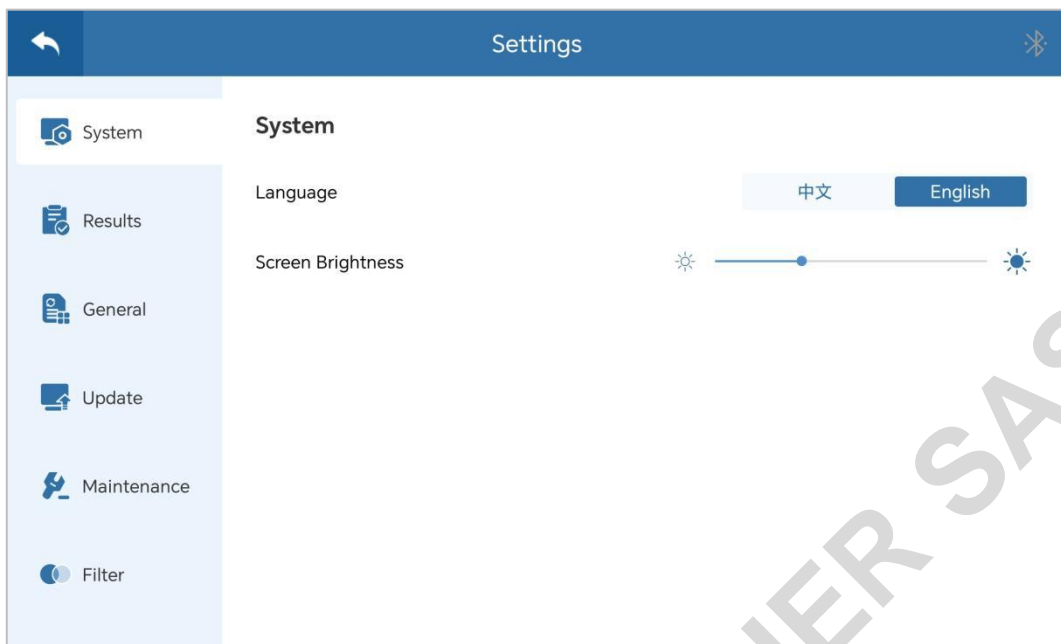 Settings
System
Results
General
Update
Maintenance
Filter
System
Language
中文
English
Screen Brightness